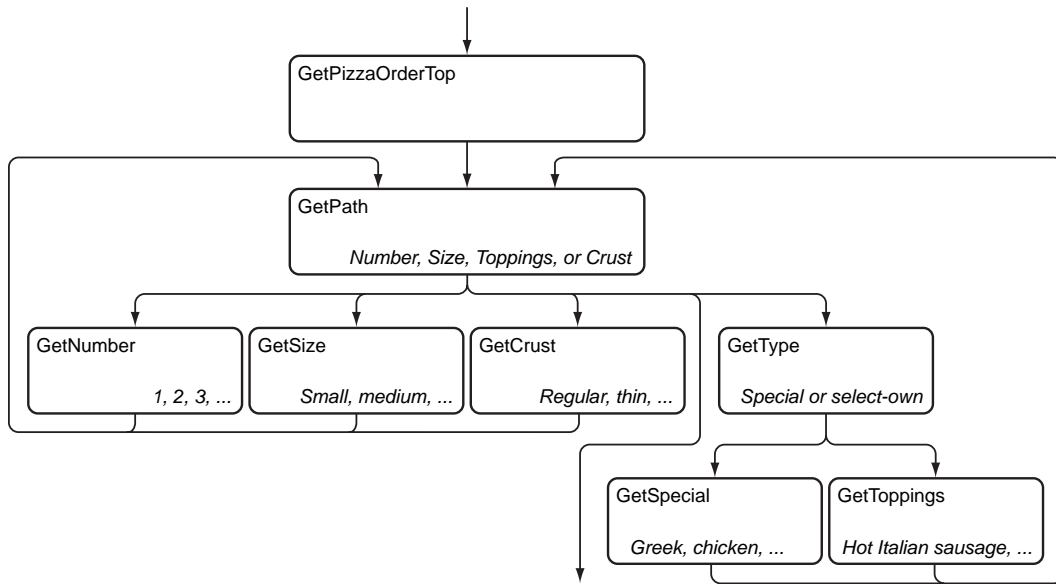 GetPizzaOrderTop
GetPath
Number, Size, Toppings, or Crust
GetNumber
1, 2, 3, ...
GetSize
Small, medium, ...
GetCrust
Regular, thin, ...
GetType
Special or select-own
GetSpecial
Greek, chicken, ...
GetToppings
Hot Italian sausage, ...